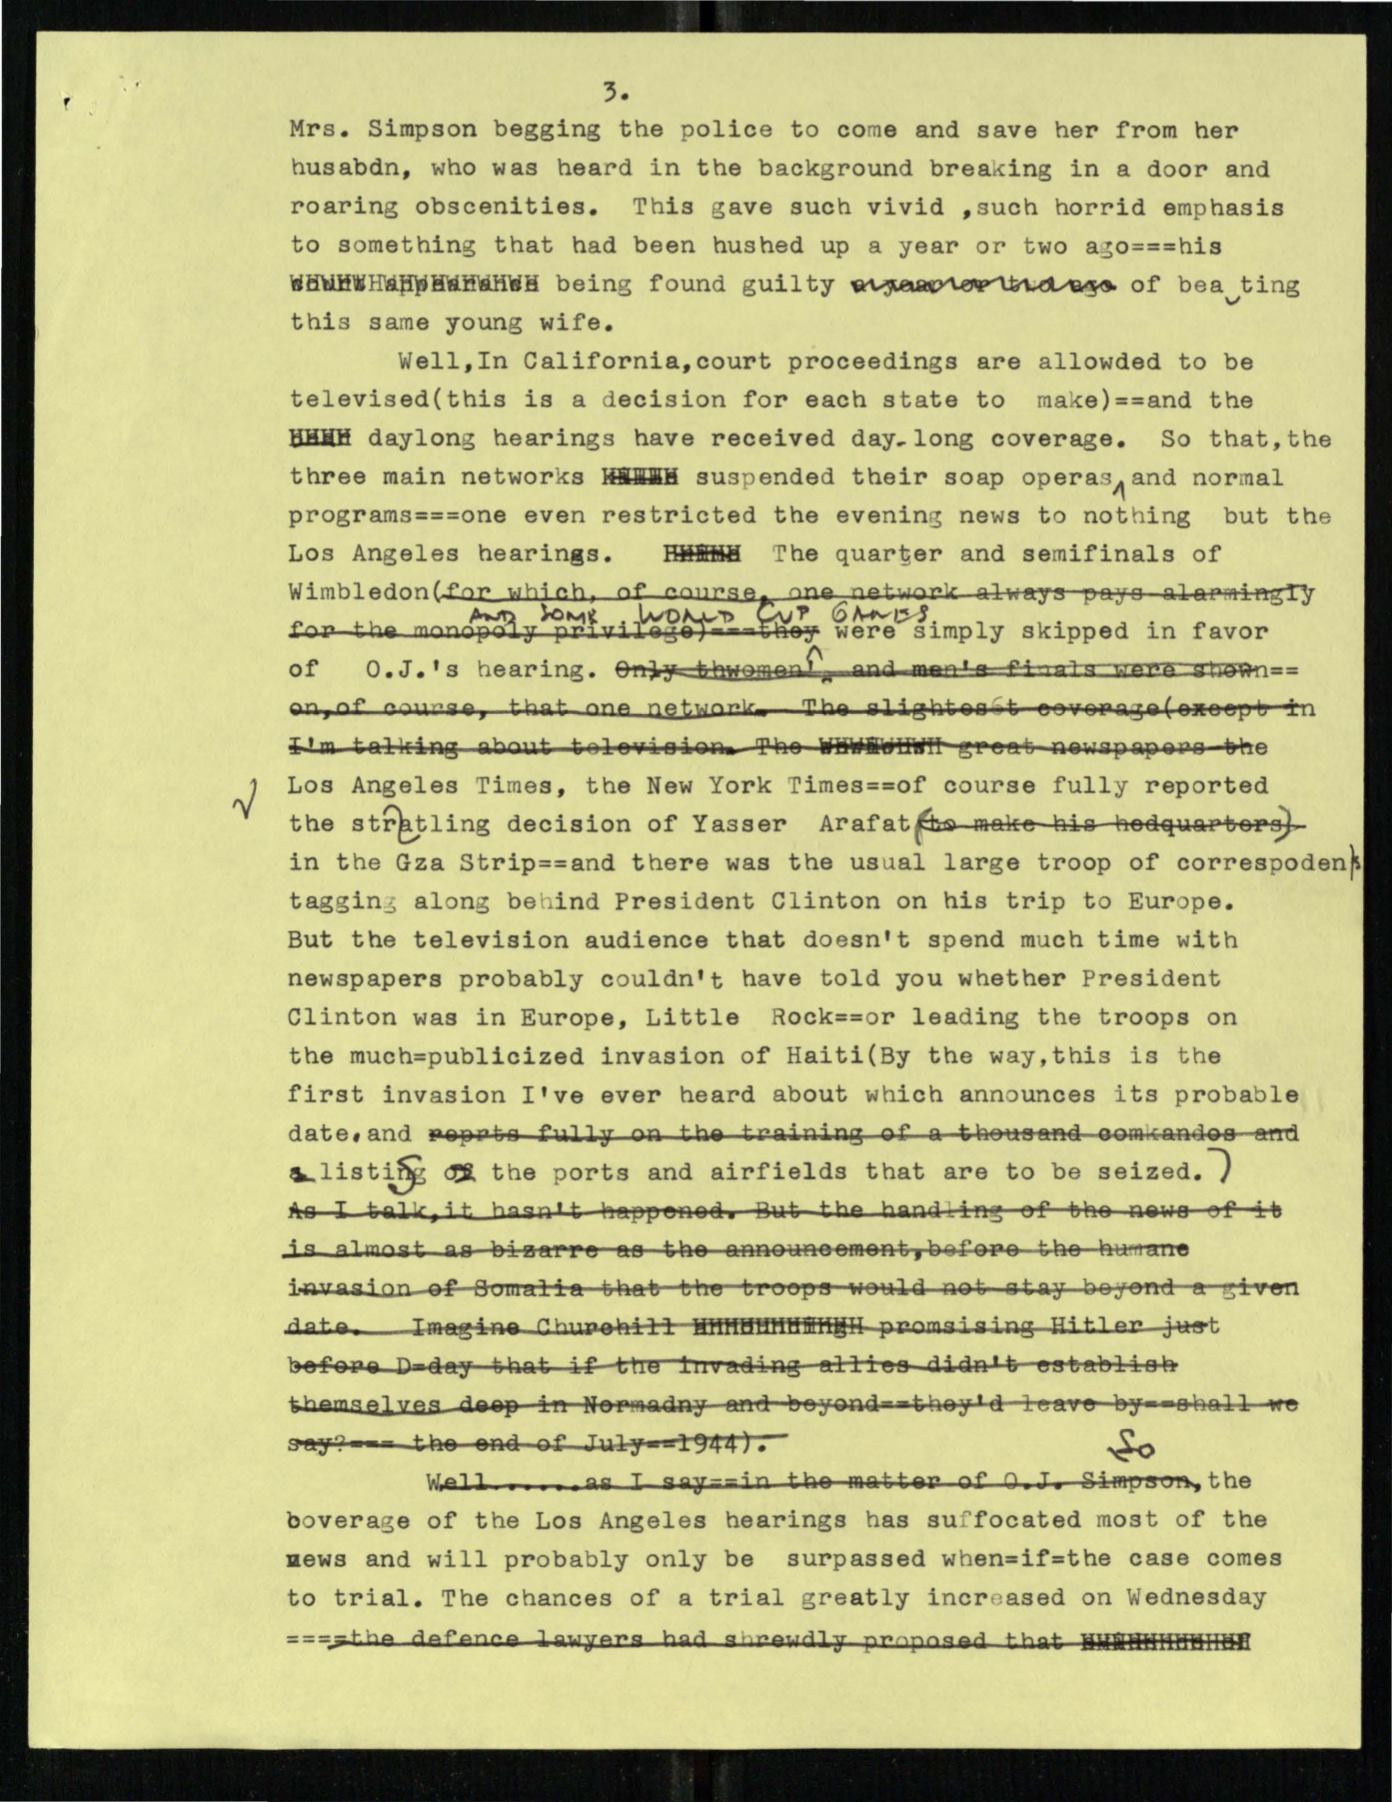 3.
Mrs. Simpson begging the police to come and save her from her
husabdn, who was heard in the background breaking in a door and
roaring obscenities.  This gave such vivid ,such horrid emphasis
to something that had been hushed up a year or two ago===his
being found guilty a year or two ago of bea ting
this same young wife.
Well,In California,court proceedings are allowded to be
televised(this is a decision for each state to  make)==and the
daylong hearings have received day-long coverage.  So that,the
three main networks suspended their soap operas, and normal
programs===one even restricted the evening news to nothing  but the
Los Angeles hearings.  The quarter and semifinals of
Wimbledon(for which, of course, one network always pays alarmingly
AND SOME WORLD CUP GAMES
for the monopoly privilege)===they were simply skipped in favor
of   O.J.'s hearing. Only thwomen's and men's finals were shown==
on,of course, that one network.  The slightest coverage(except in
I'm talking about television. The great newspapers the
Los Angeles Times, the New York Times==of course fully reported
the stratling decision of Yasser  Arafat (to make his hedquarters)
in the Gza Strip==and there was the usual large troop of correspodents
tagging along behind President Clinton on his trip to Europe.
But the television audience that doesn't spend much time with
newspapers probably couldn't have told you whether President
Clinton was in Europe, Little  Rock==or leading the troops on
the much=publicized invasion of Haiti(By the way,this is the
first invasion I've ever heard about which announces its probable
date,and reprts fully on the training of a thousand comkandos and
a listing of the ports and airfields that are to be seized. )
As I talk,it hasn't happened. But the handling of the news of it
is almost as bizarre as the announcement,before the humane
invasion of Somalia that the troops would not stay beyond a given
date.  Imagine Churchill promsising Hitler just
before D=day that if the invading allies didn't establish
themselves deep in Normadny and beyond==they'd leave by==shall we
say?=== the end of July==1944).
So
Well......as I say==in the matter of O.J. Simpson,the
coverage of the Los Angeles hearings has suffocated most of the
news and will probably only be  surpassed when=if=the case comes
to trial. The chances of a trial greatly increased on Wednesday
====the defence lawyers had shrewdly proposed that